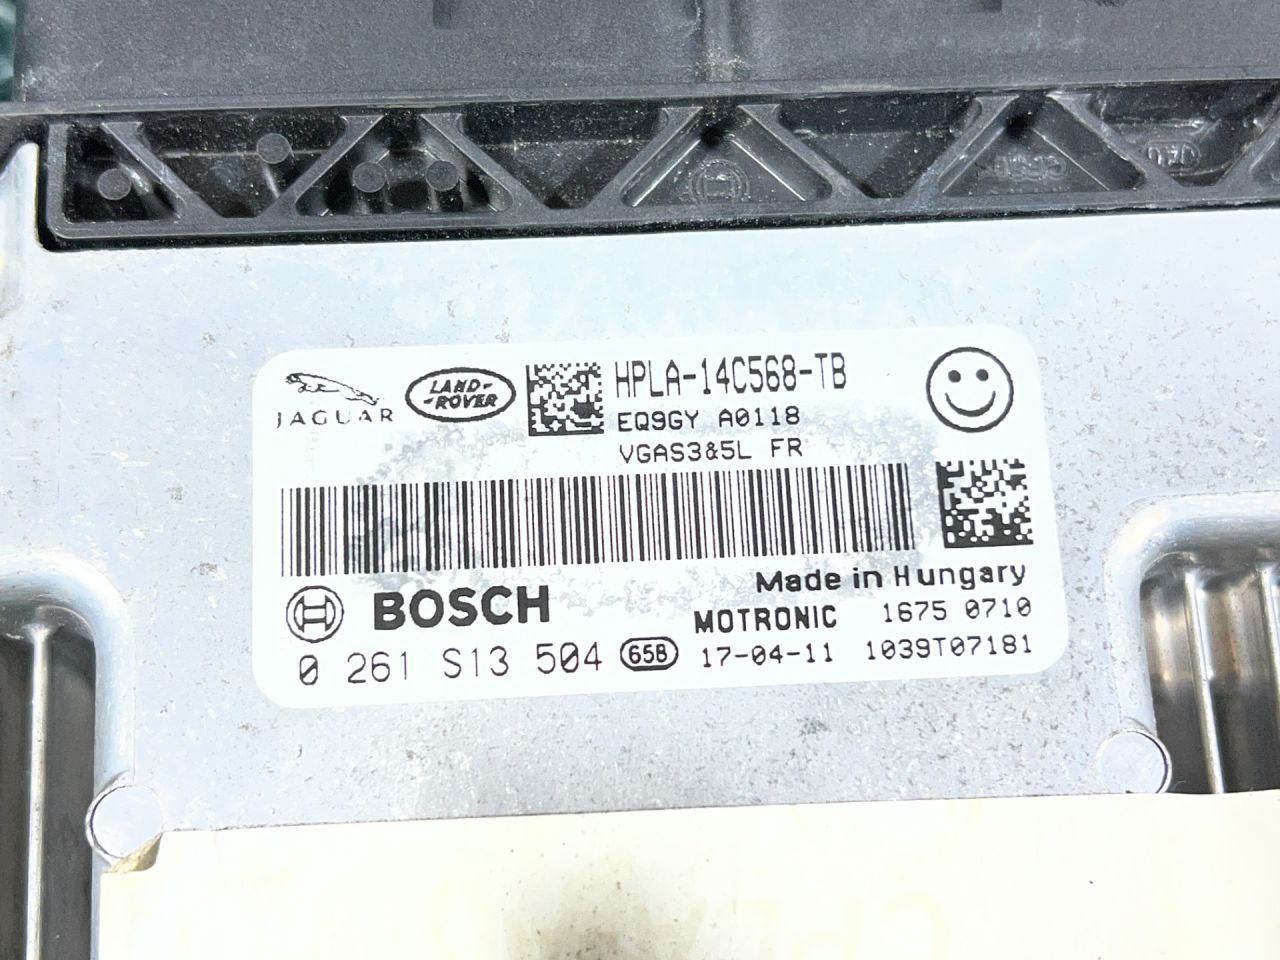 JAGUAR
LAND-
-ROVER
HPLA-14C568-TB
EQ9GY A0118
VGAS3&5L FR
Made in Hungary
BOSCH
MOTRONIC 1675 0710
0 261 S13 504 65B 17-04-11 1039T07181